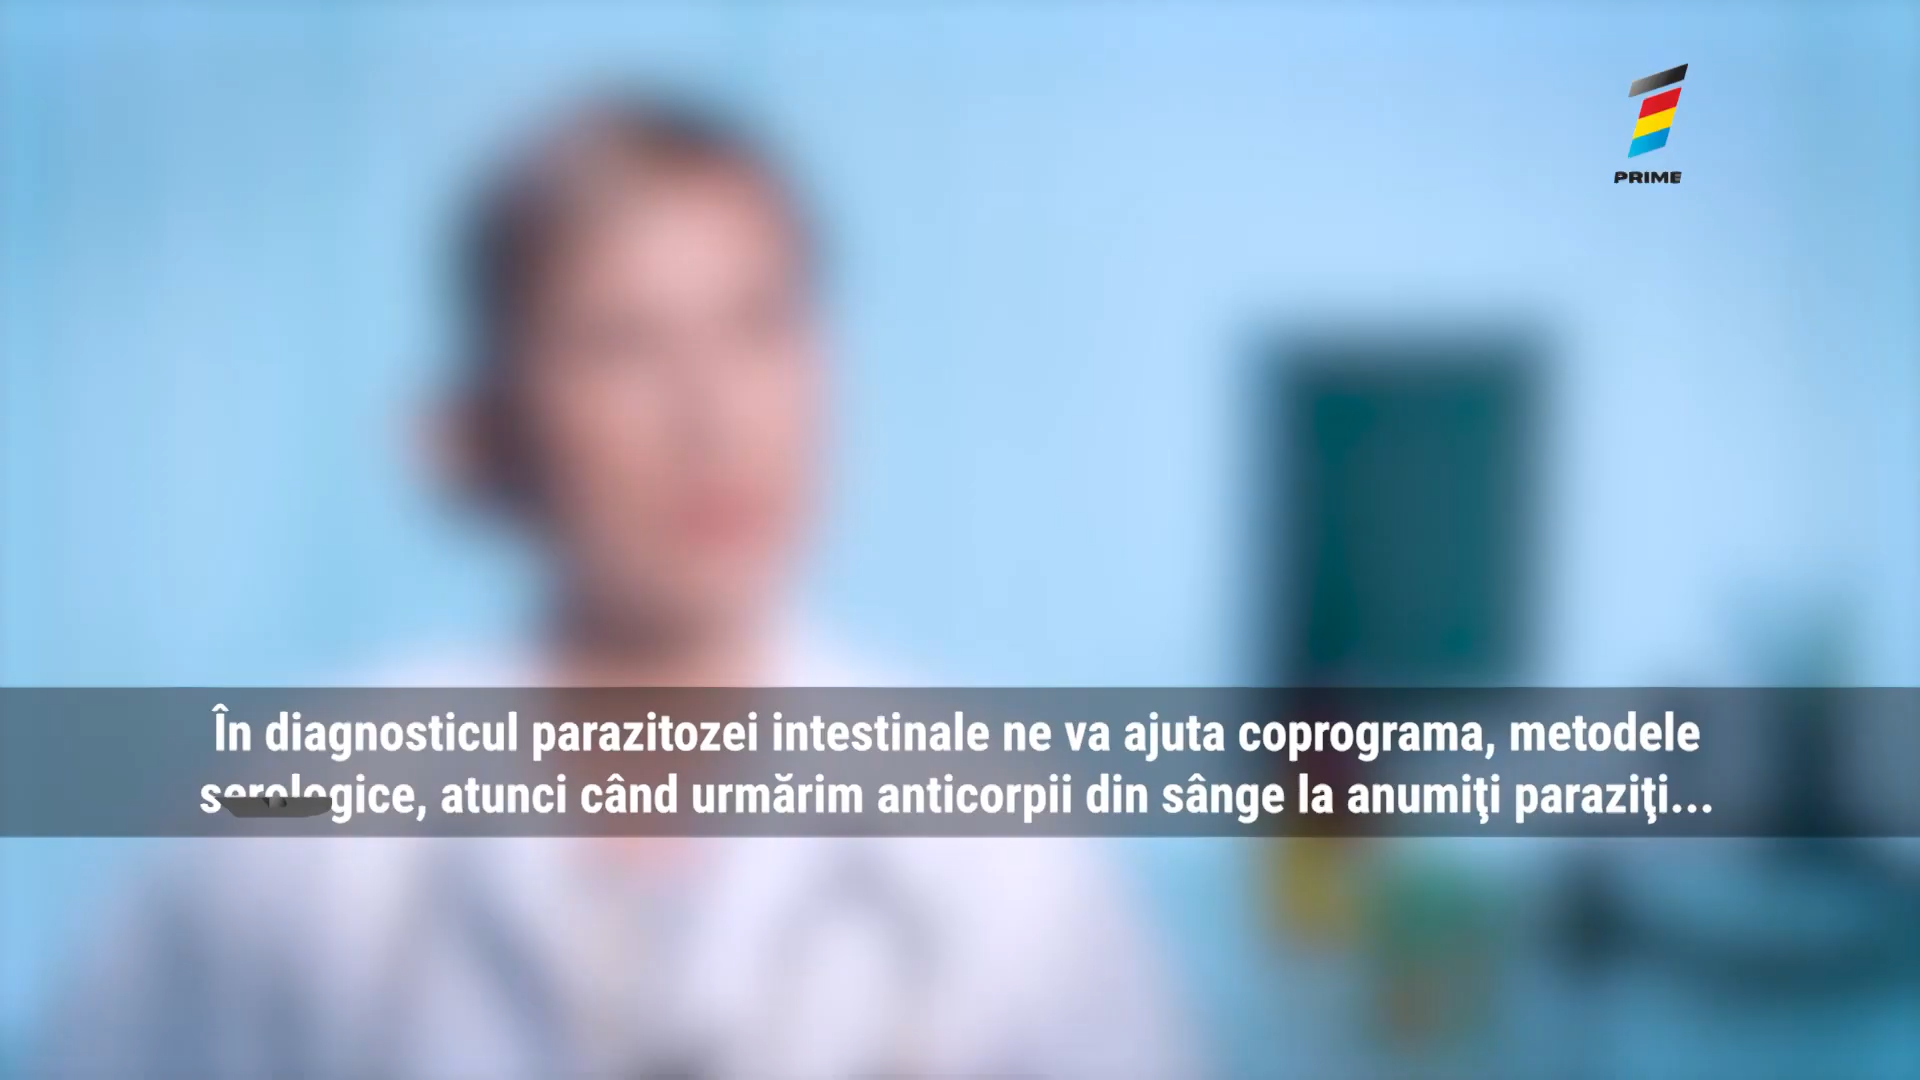 PRIME
În diagnosticul parazitozei intestinale ne va ajuta coprograma, metodele
serologice, atunci când urmărim anticorpii din sânge la anumiţi paraziţi...